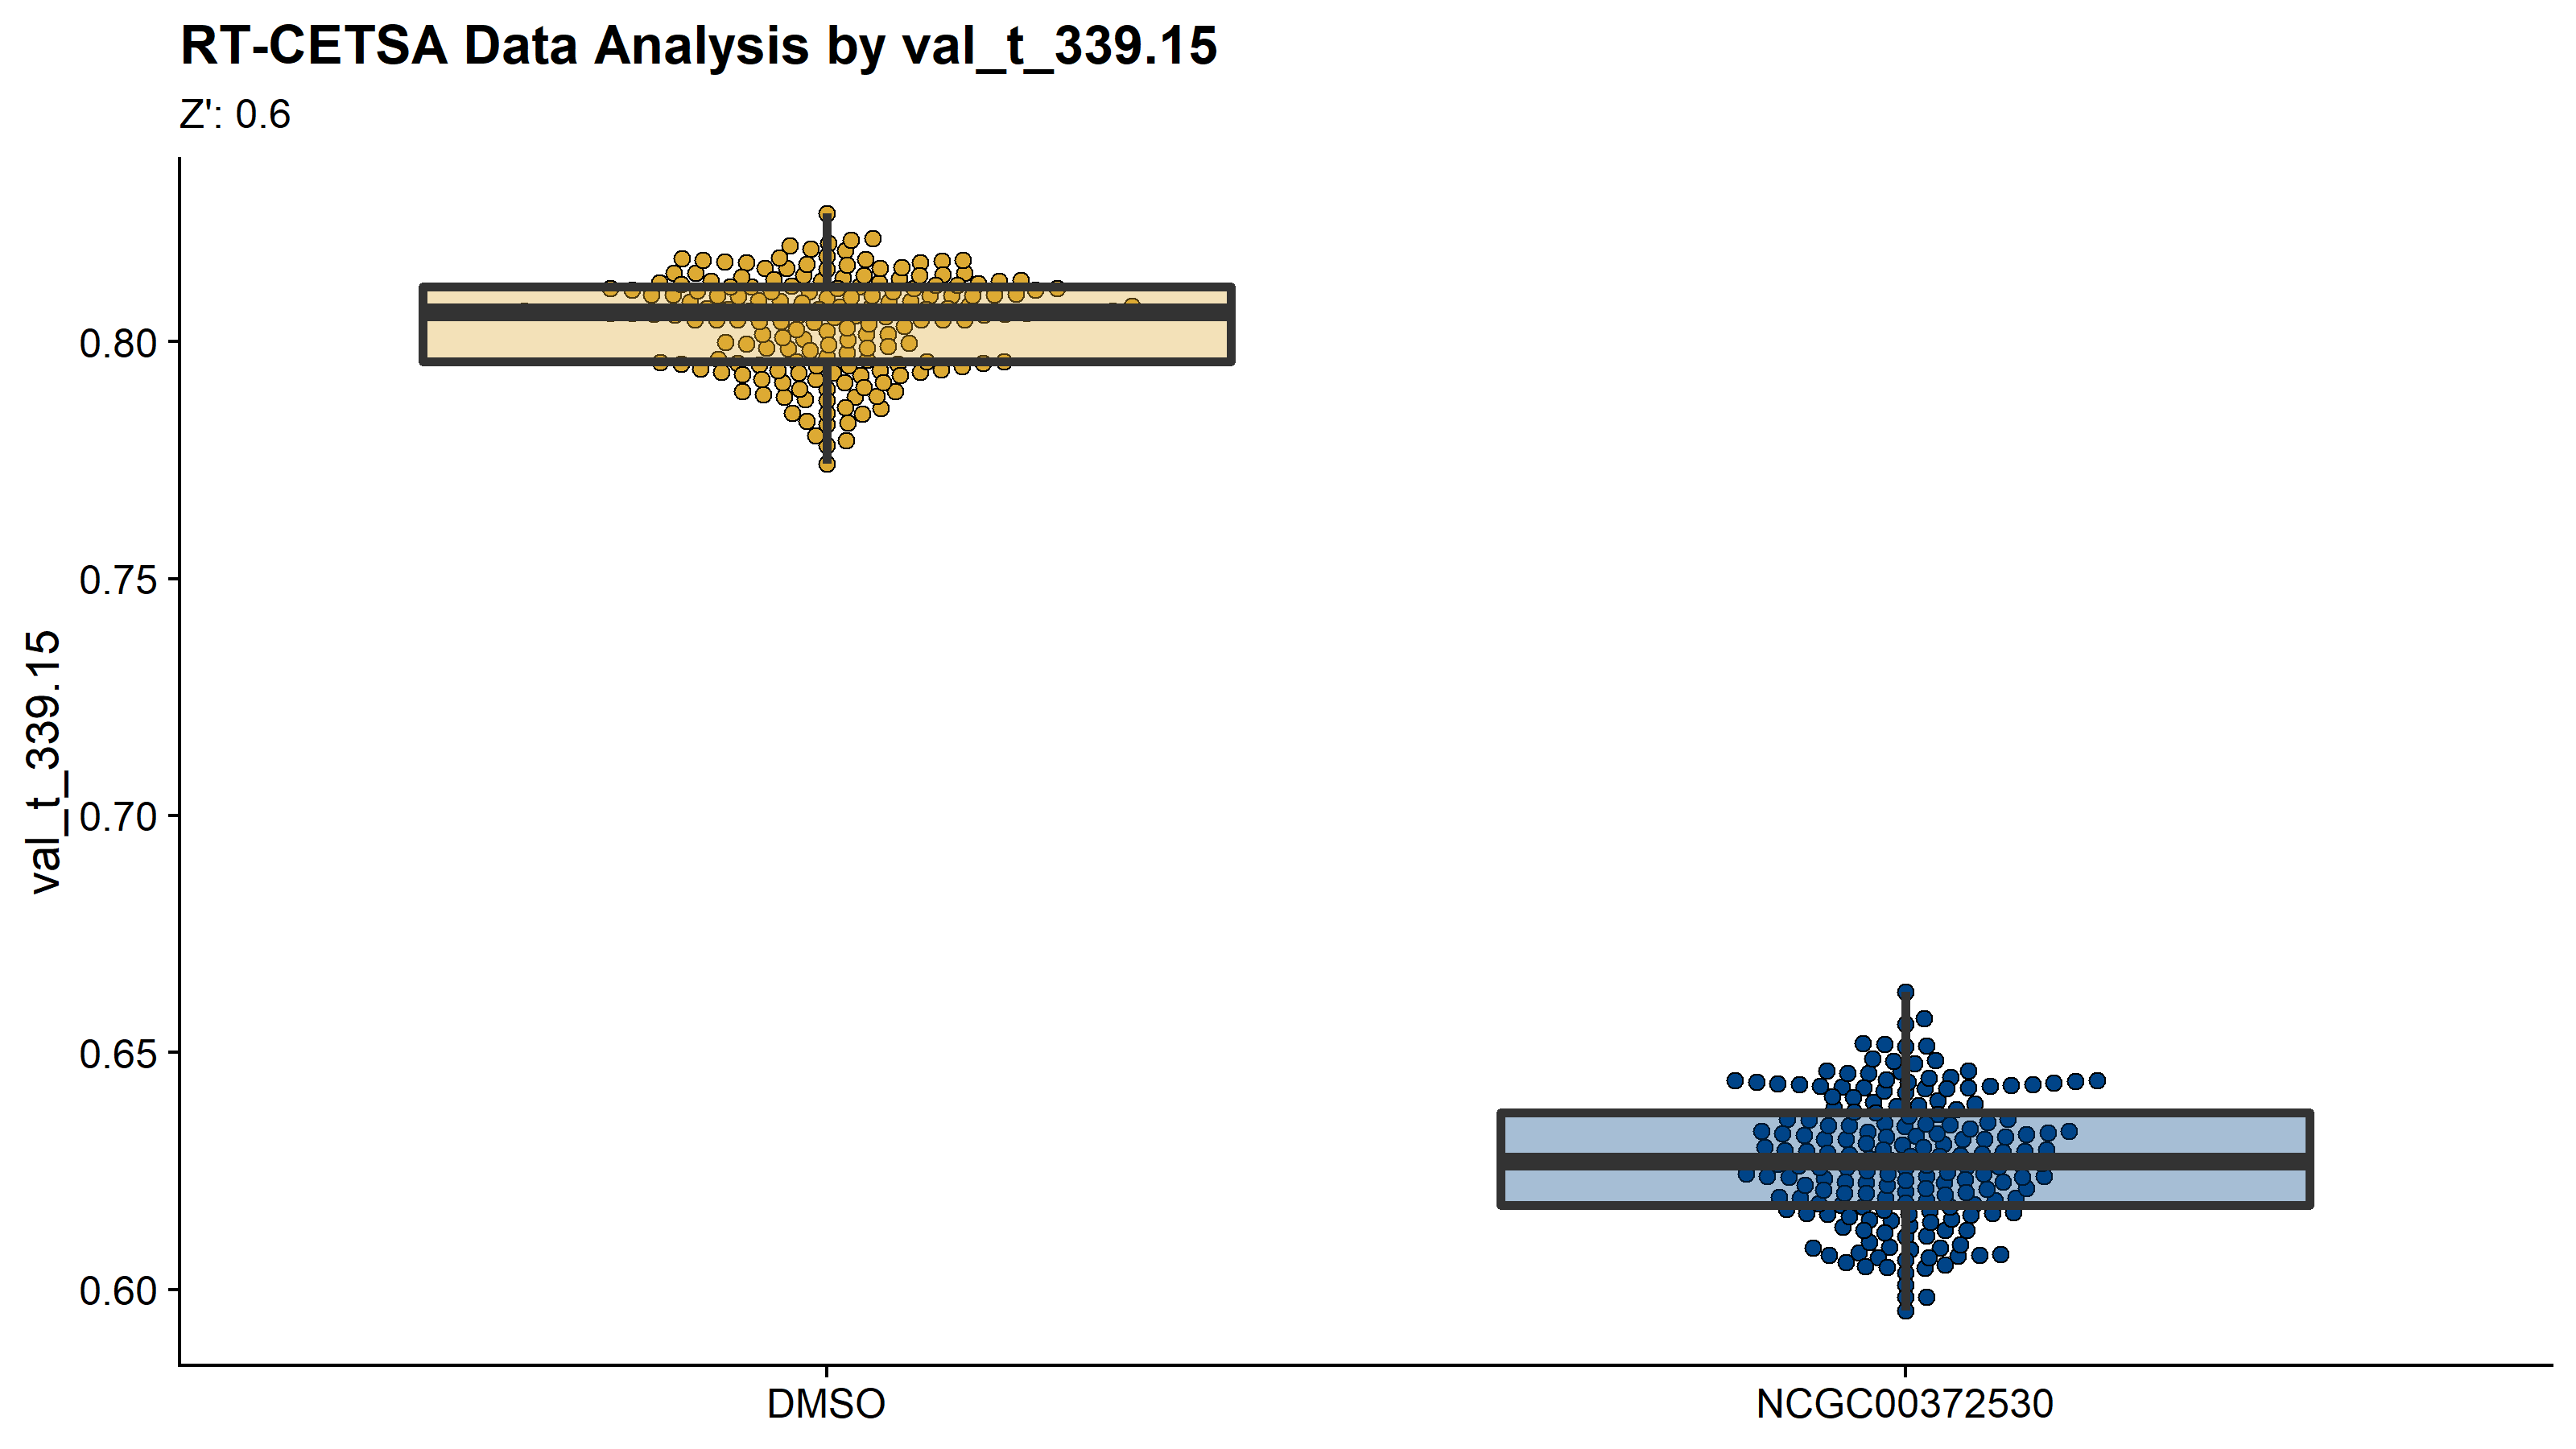 RT-CETSA Data Analysis by val_t_339.15
Z': 0.6
val_t_339.15
0.80
0.75
0.70
0.65
0.60
DMSO
NCGC00372530